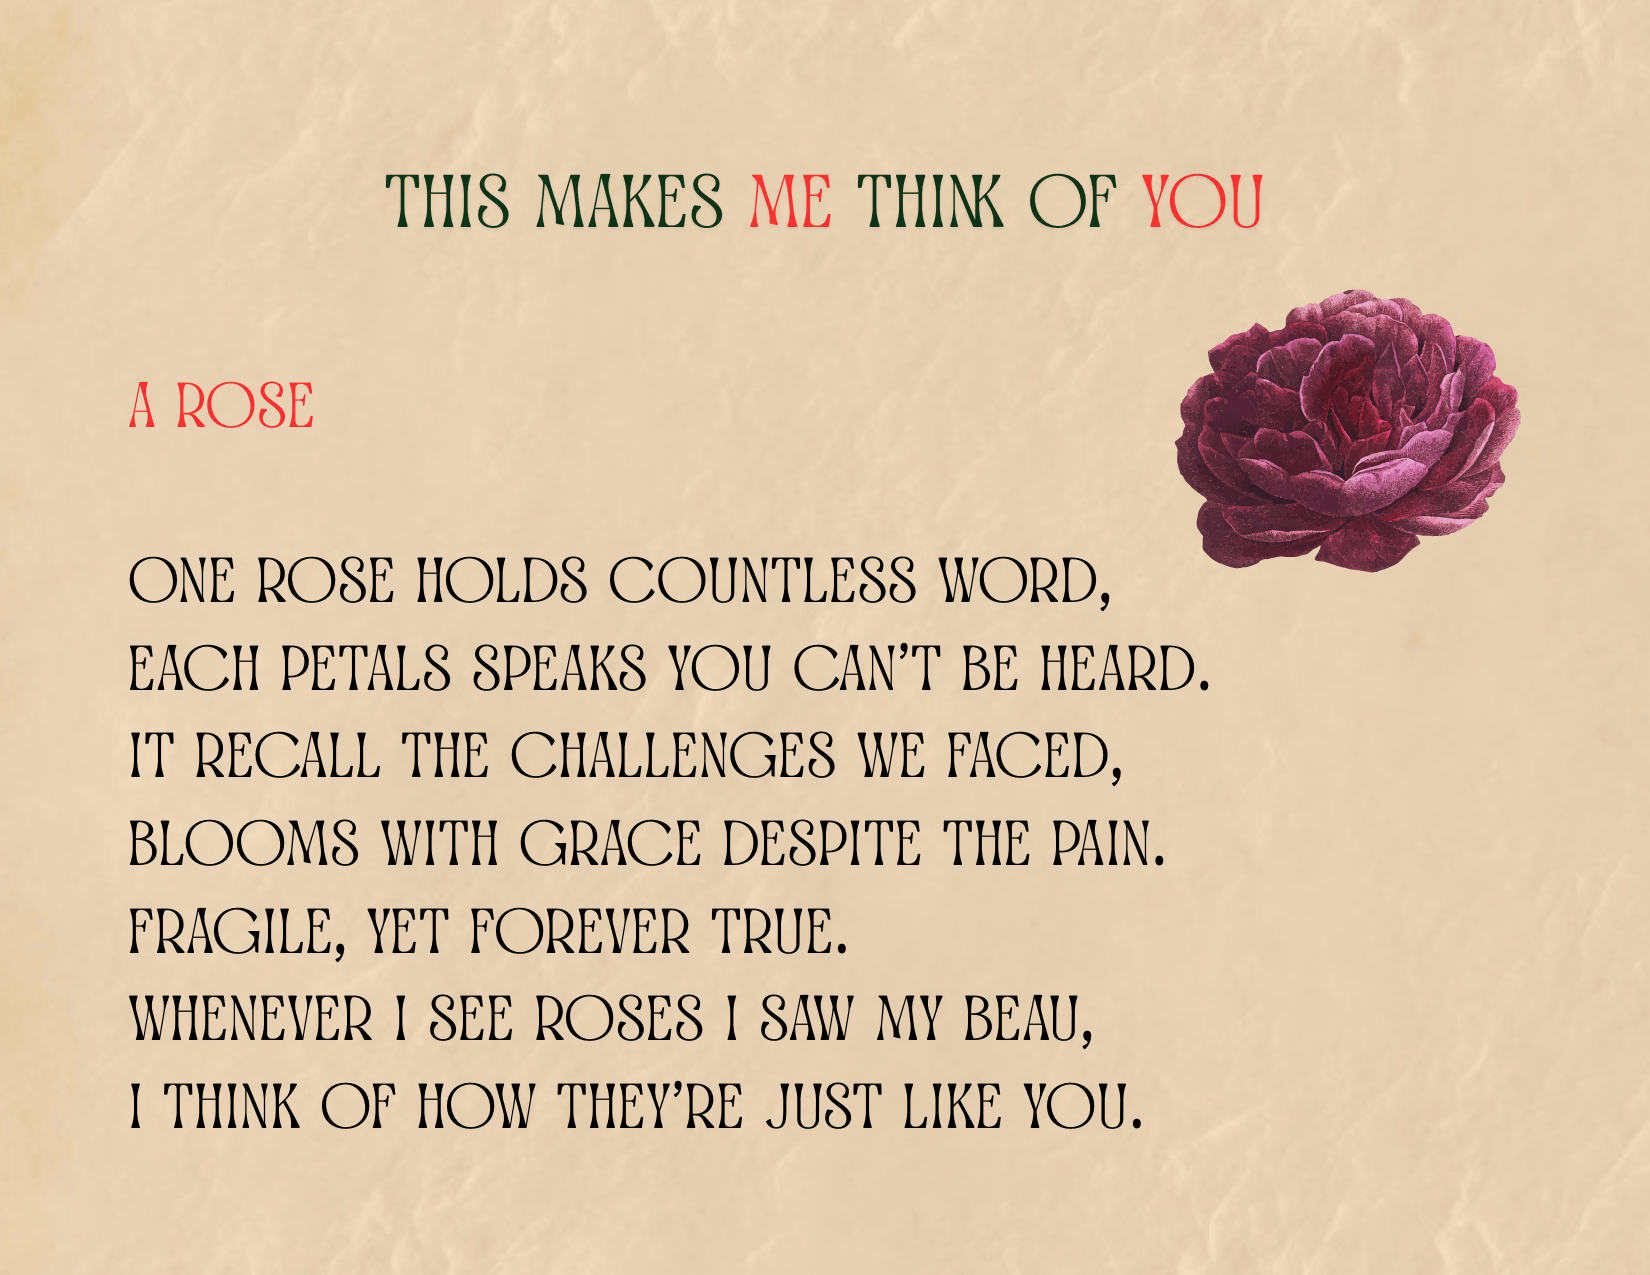 THIS MAKES ME THINK OF YOU
A ROSE
ONE ROSE HOLDS COUNTLESS WORD,
EACH PETALS SPEAKS YOU CAN’T BE HEARD.
IT RECALL THE CHALLENGES WE FACED,
BLOOMS WITH GRACE DESPITE THE PAIN.
FRAGILE, YET FOREVER TRUE.
WHENEVER I SEE ROSES I SAW MY BEAU,
I THINK OF HOW THEY’RE JUST LIKE YOU.